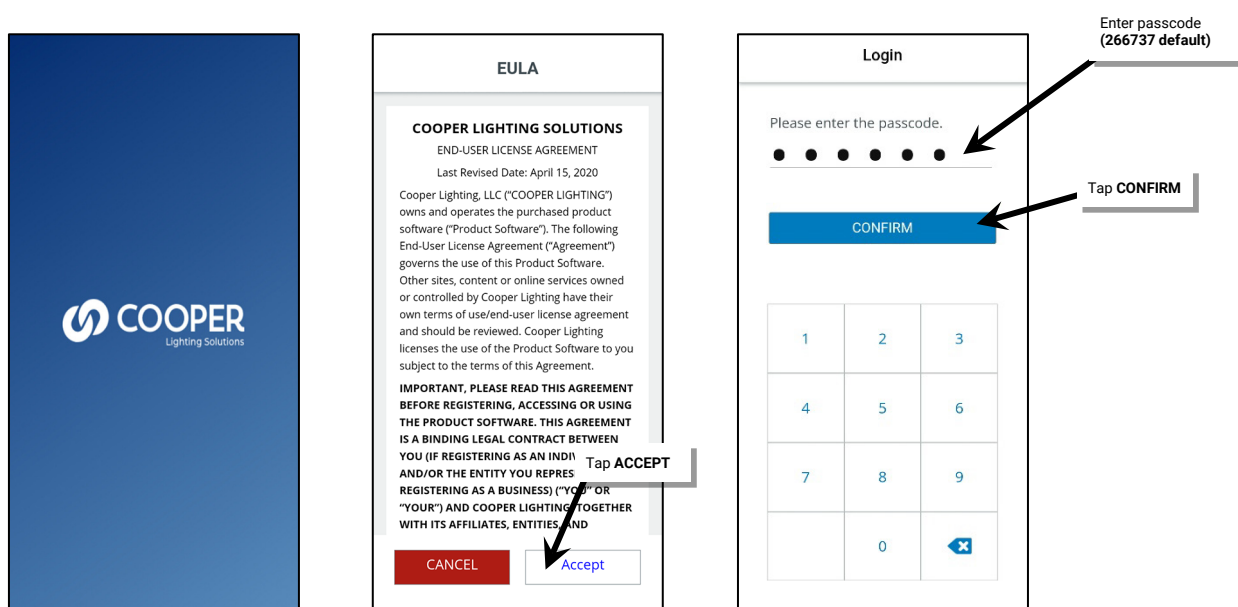 COOPER
Lighting Solutions
EULA
COOPER LIGHTING SOLUTIONS
END-USER LICENSE AGREEMENT
Last Revised Date: April 15, 2020
Cooper Lighting, LLC (“COOPER LIGHTING”)
owns and operates the purchased product
software (“Product Software”). The following
End-User License Agreement (“Agreement”)
governs the use of this Product Software.
Other sites, content or online services owned
or controlled by Cooper Lighting have their
own terms of use/end-user license agreement
and should be reviewed. Cooper Lighting
licenses the use of the Product Software to you
subject to the terms of this Agreement.
IMPORTANT, PLEASE READ THIS AGREEMENT
BEFORE REGISTERING, ACCESSING OR USING
THE PRODUCT SOFTWARE. THIS AGREEMENT
IS A BINDING LEGAL CONTRACT BETWEEN
YOU (IF REGISTERING AS AN
AND/OR THE ENTITY YOU
REGISTERING AS A BUSINESS) (“YOU” OR
“YOUR”) AND COOPER LIGHTING, TOGETHER
WITH ITS AFFILIATES, ENTITIES, AND
Tap ACCEPT
CANCEL
Accept
Login
Please enter the passcode.
CONFIRM
1 2 3
4 5 6
7 8 9
0
Enter passcode
(266737 default)
Tap CONFIRM